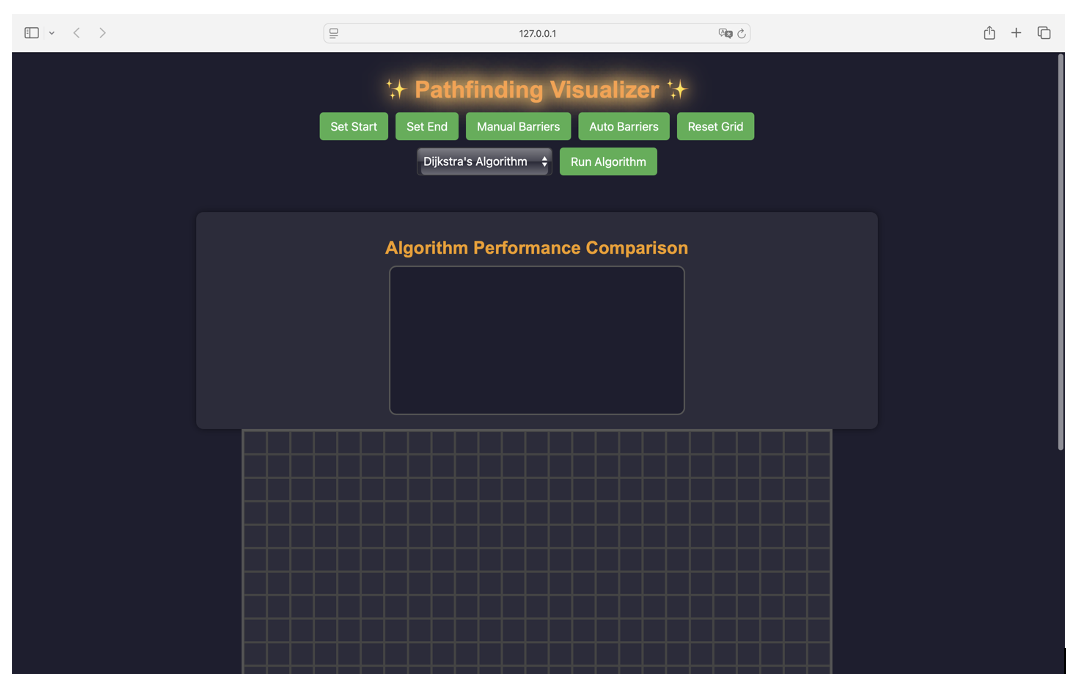 127.0.0.1
✨ Pathfinding Visualizer ✨
Set Start Set End Manual Barriers Auto Barriers Reset Grid
Dijkstra's Algorithm Run Algorithm
Algorithm Performance Comparison